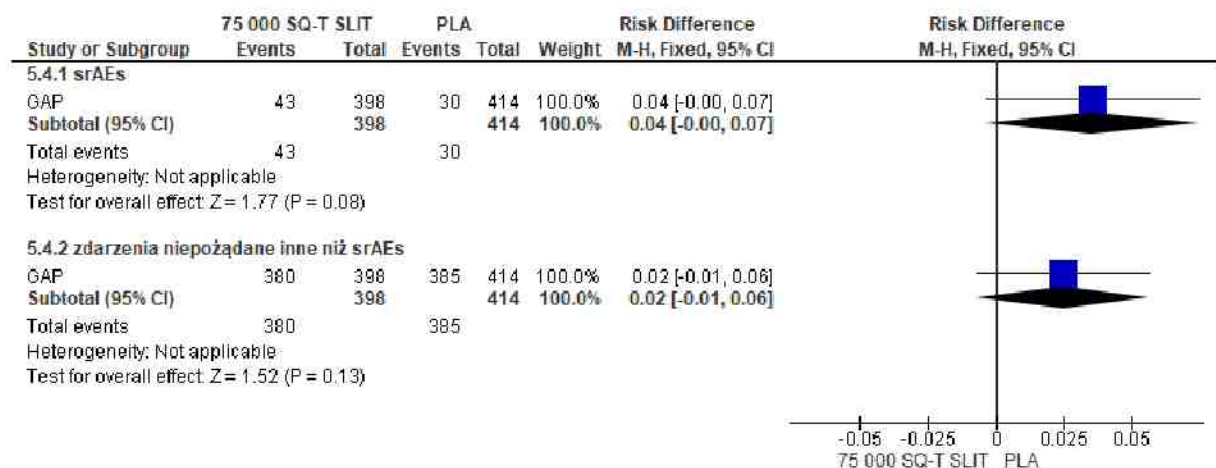 75 000 SQ-T SLIT PLA Risk Difference Risk Difference
Study or Subgroup Events Total Events Total Weight M-H, Fixed, 95% CI M-H, Fixed, 95% CI
5.4.1 srAEs
GAP 43 398 30 414 100.0% 0.04 [-0.00, 0.07]
Subtotal (95% CI) 398 414 100.0% 0.04 [-0.00, 0.07]
Total events 43 30
Heterogeneity: Not applicable
Test for overall effect: Z = 1.77 (P = 0.08)
5.4.2 zdarzenia niepożądane inne niż srAEs
GAP 380 398 385 414 100.0% 0.02 [-0.01, 0.06]
Subtotal (95% CI) 398 414 100.0% 0.02 [-0.01, 0.06]
Total events 380 385
Heterogeneity: Not applicable
Test for overall effect: Z = 1.52 (P = 0.13)
-0.05 -0.025 0 0.025 0.05
75 000 SQ-T SLIT PLA